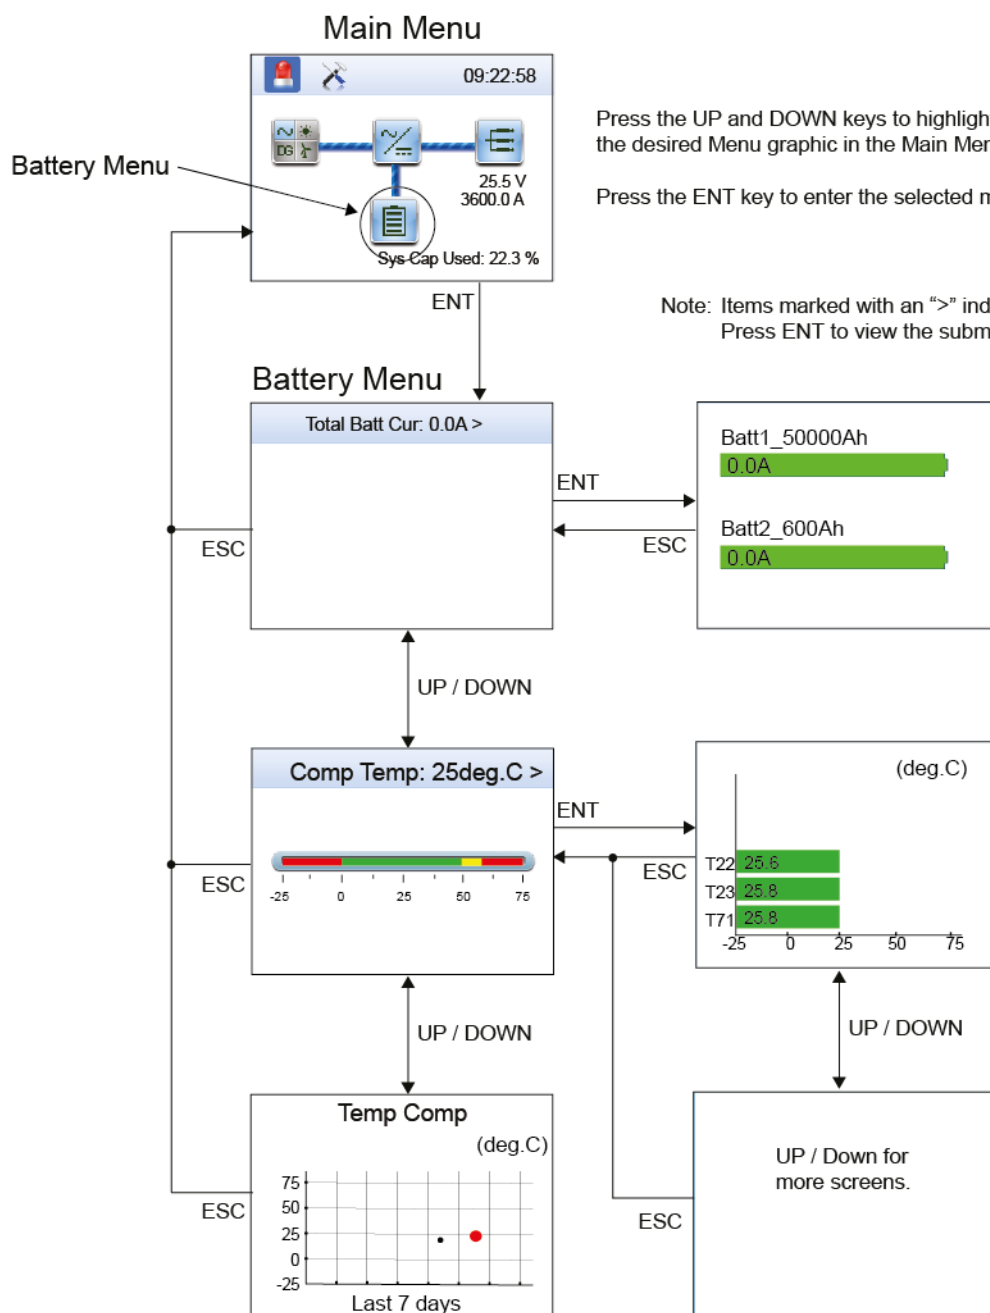 Main Menu
09:22:58
DG
25.5 V
3600.0 A
Sys Cap Used: 22.3 %
Battery Menu
Press the UP and DOWN keys to highligh
the desired Menu graphic in the Main Mer
Press the ENT key to enter the selected m
ENT
Note: Items marked with an “>” ind
Press ENT to view the subm
Battery Menu
Total Batt Cur: 0.0A >
ENT
ESC
ESC
Batt1_50000Ah
0.0A
Batt2_600Ah
0.0A
UP / DOWN
Comp Temp: 25deg.C >
-25 0 25 50 75
ENT
ESC
ESC
(deg.C)
T22 25.6
T23 25.8
T71 25.8
-25 0 25 50 75
UP / DOWN
UP / DOWN
Temp Comp
(deg.C)
75
50
25
0
-25
Last 7 days
ESC
UP / Down for
more screens.
ESC